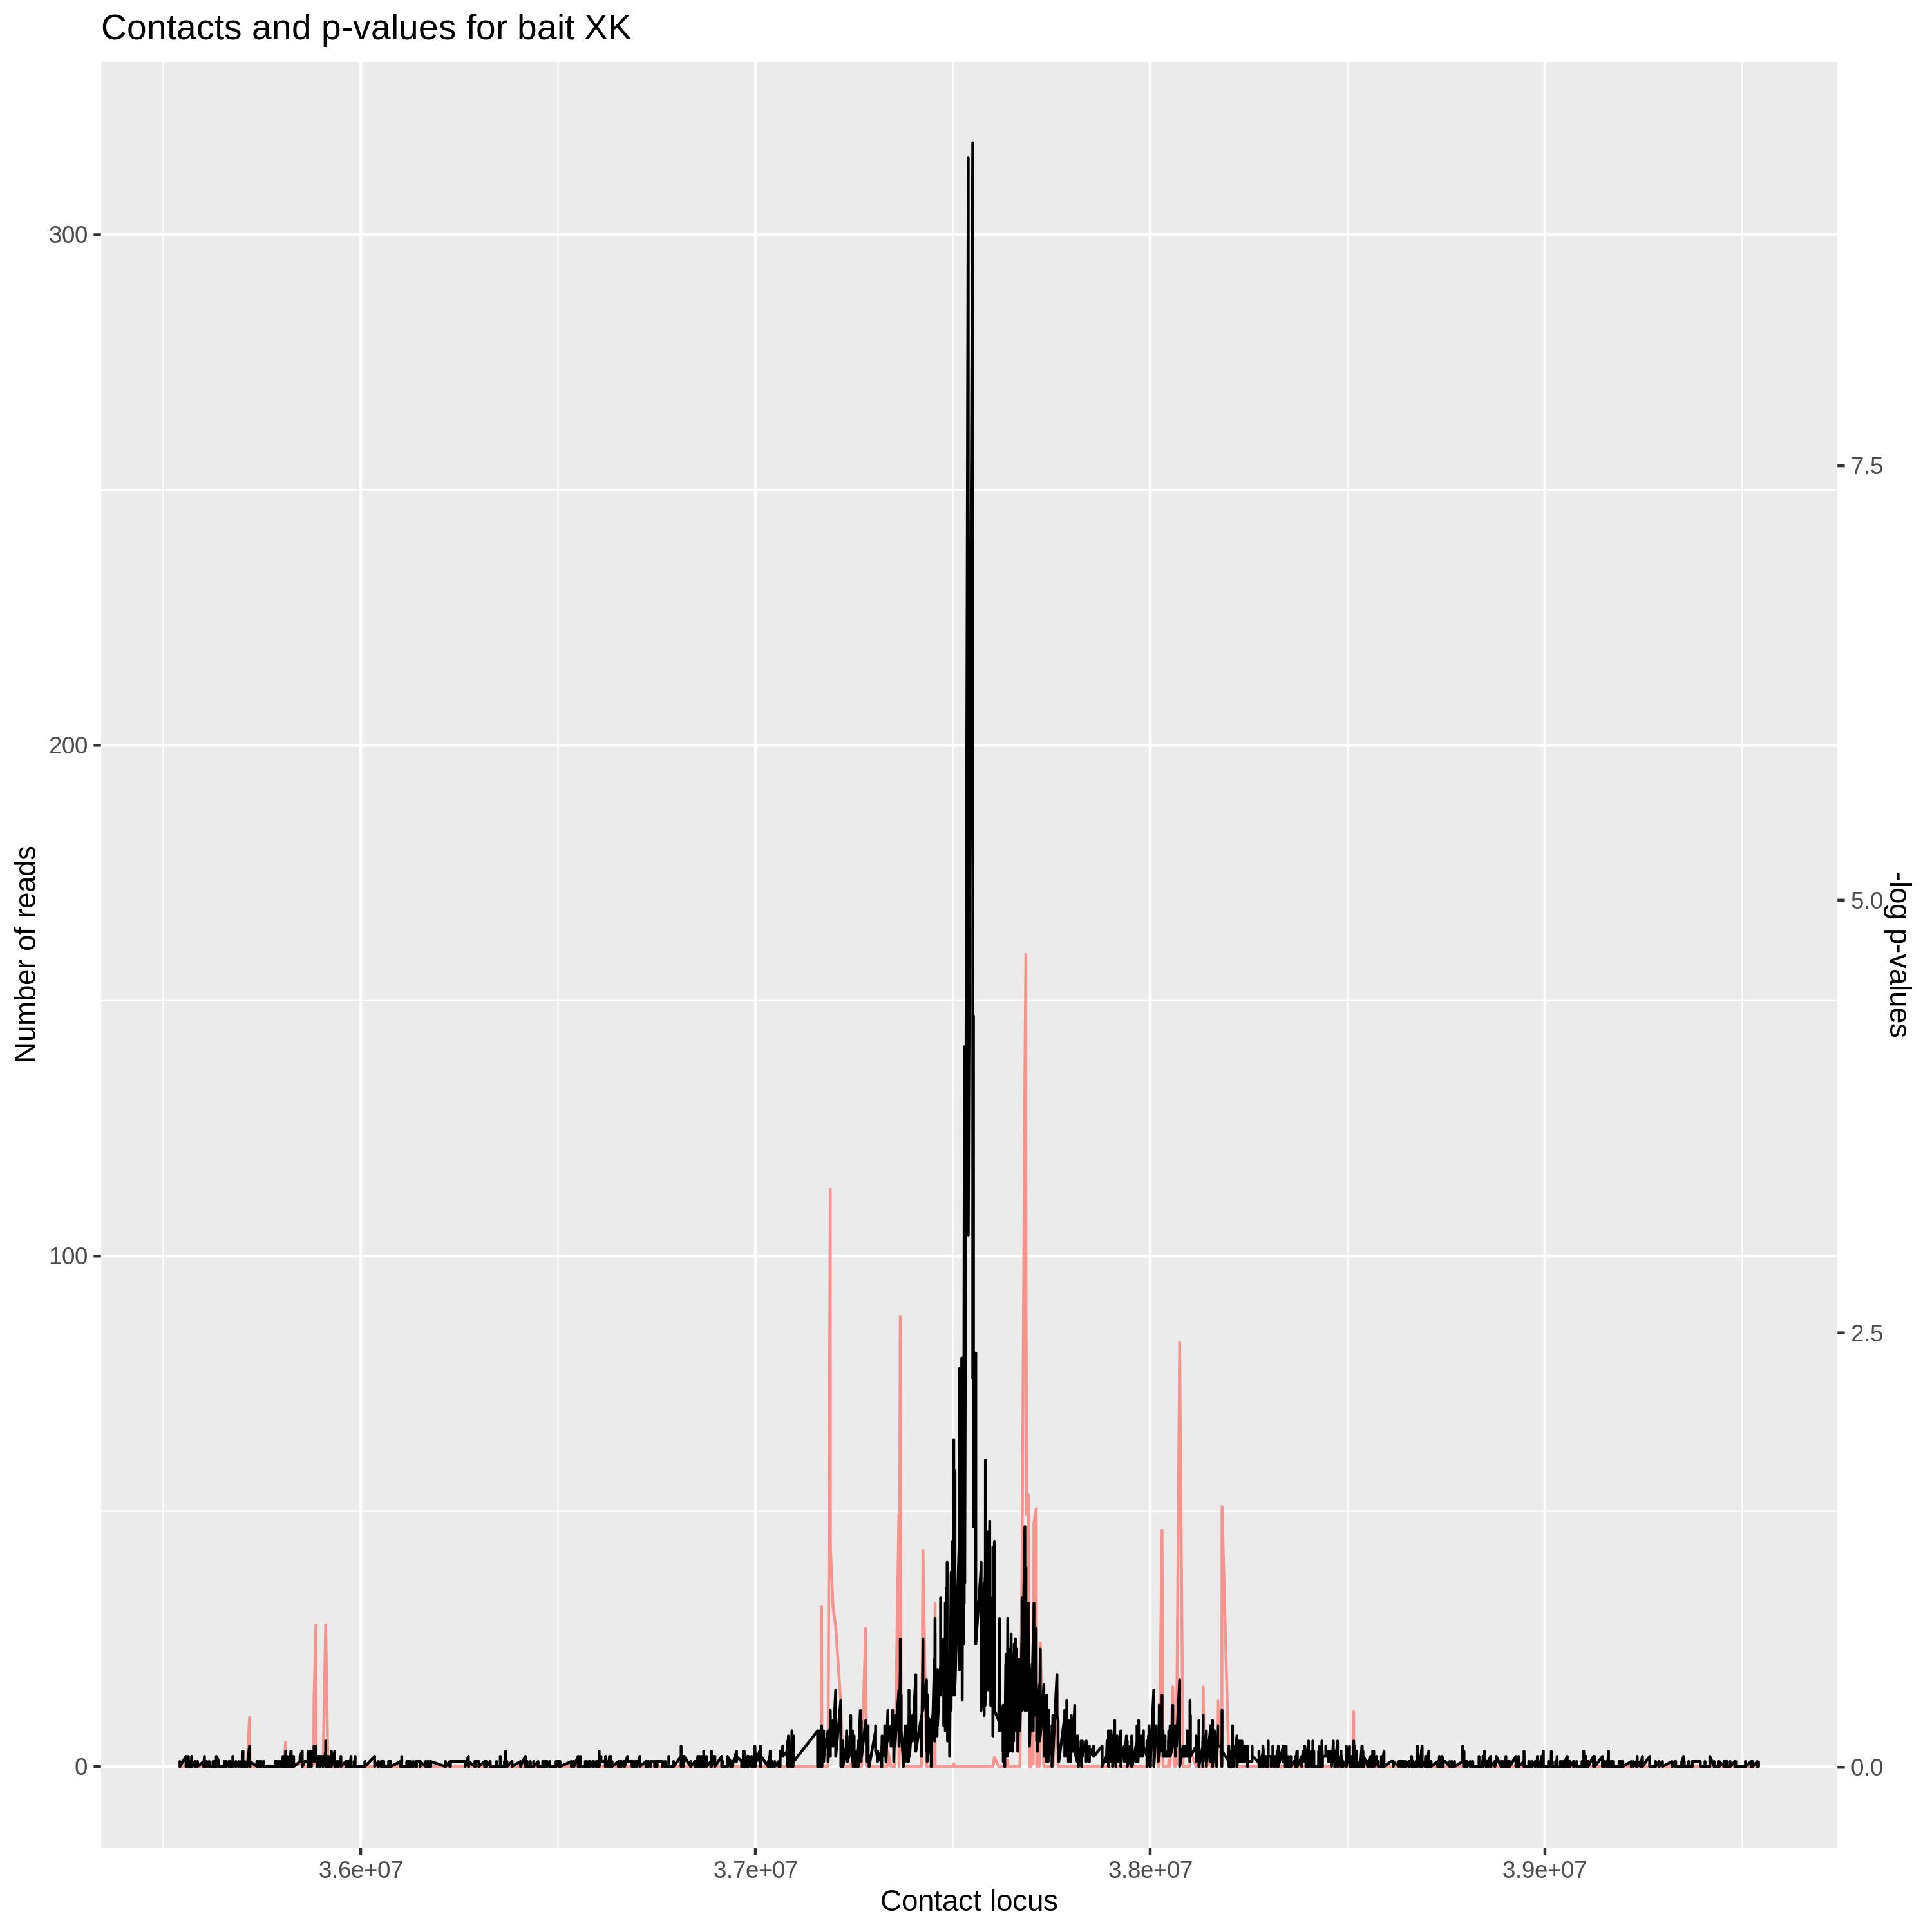 Contacts and p-values for bait XK
300
200
100
0
7.5
5.0
2.5
0.0
Number of reads
-log p-values
3.6e+07
3.7e+07
3.8e+07
3.9e+07
Contact locus